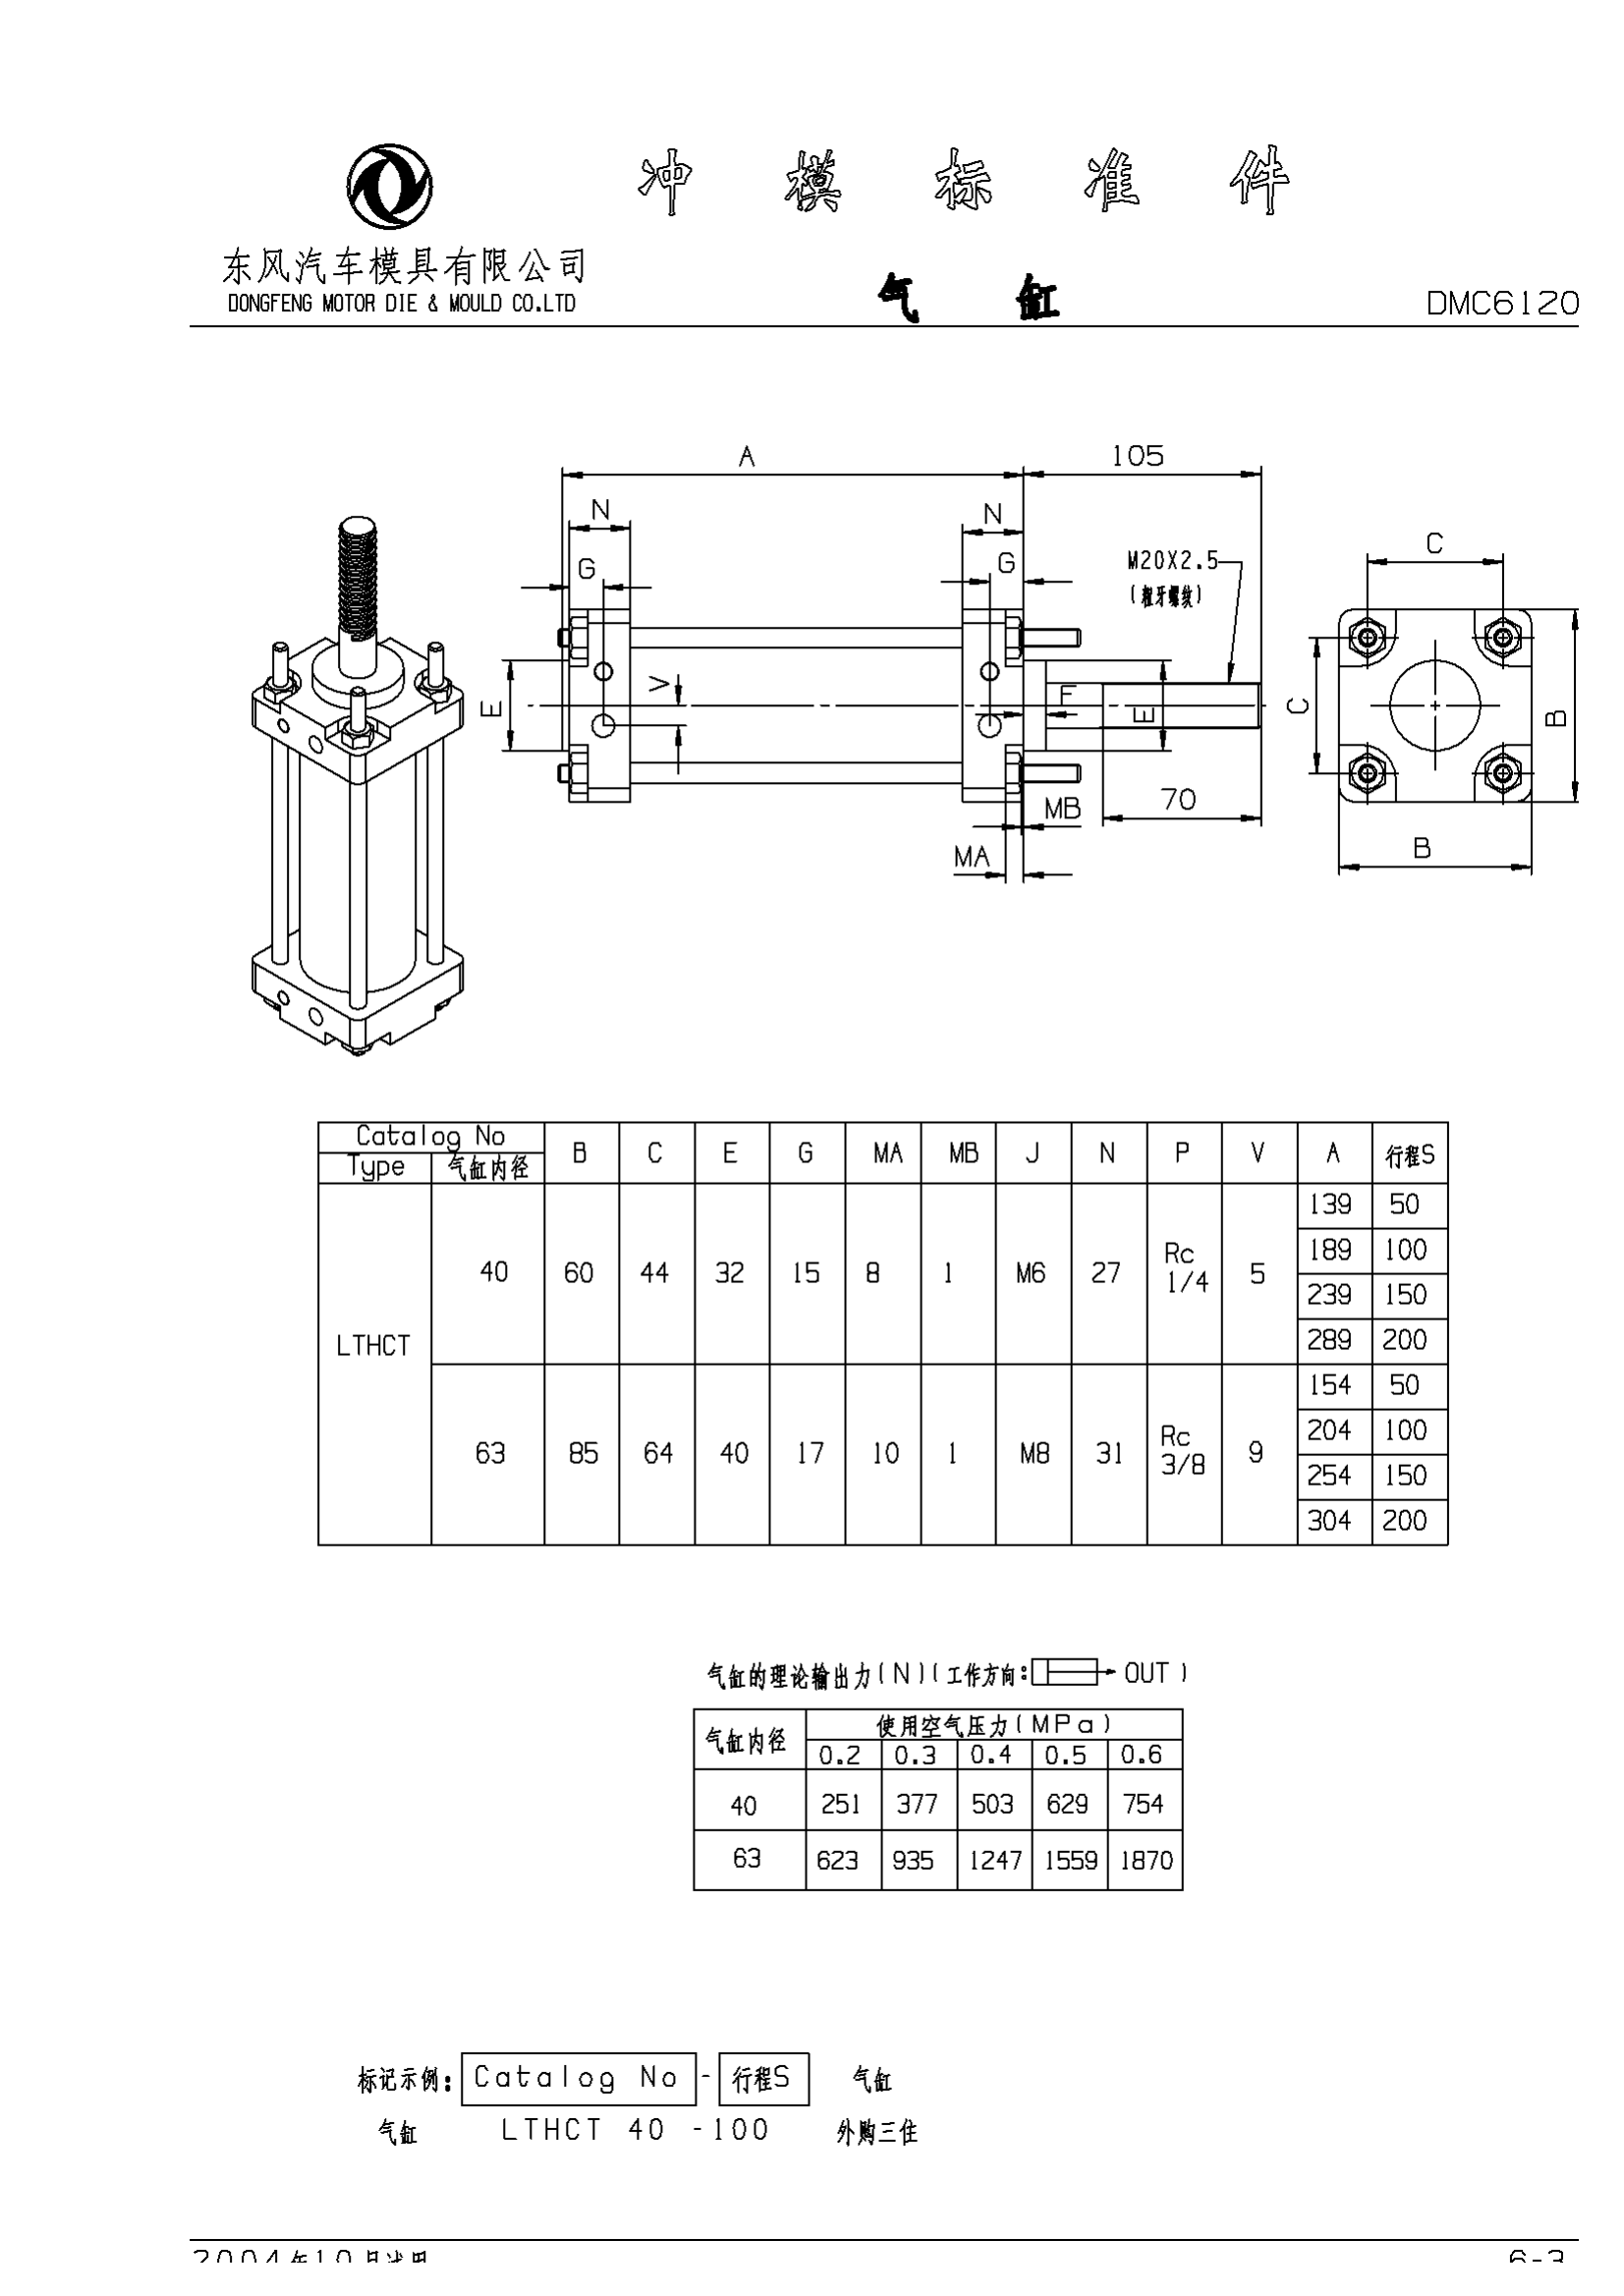 冲模标准件
东风汽车模具有限公司
DONGFENG MOTOR DIE & MOULD CO.LTD
气缸
DMC6120
A 105
N N
G G
M20X2.5
(粗牙螺纹)
C
E V F E C B
70
MB
MA
B
Catalog No B C E G MA MB J N P V A 行程S
Type 气缸内径
LTHCT
40 60 44 32 15 8 1 M6 27 Rc 1/4 5
139 50
189 100
239 150
289 200
63 85 64 40 17 10 1 M8 31 Rc 3/8 9
154 50
204 100
254 150
304 200
气缸的理论输出力(N)(工作方向: OUT)
气缸内径 使用空气压力(MPa)
0.2 0.3 0.4 0.5 0.6
40 251 377 503 629 754
63 623 935 1247 1559 1870
标记示例: Catalog No - 行程S 气缸
气缸 LTHCT 40 -100 外购三住
2004年10月
6-3